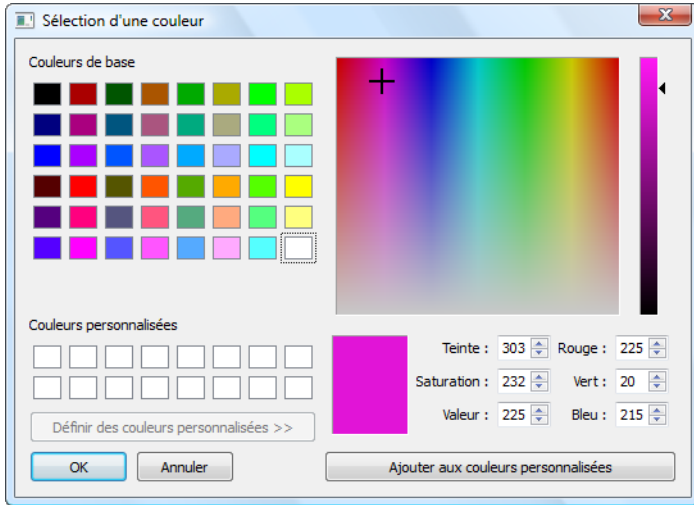 Sélection d'une couleur
Couleurs de base
Couleurs personnalisées
Définir des couleurs personnalisées >>
OK Annuler
Teinte : 303 Rouge : 225
Saturation : 232 Vert : 20
Valeur : 225 Bleu : 215
Ajouter aux couleurs personnalisées